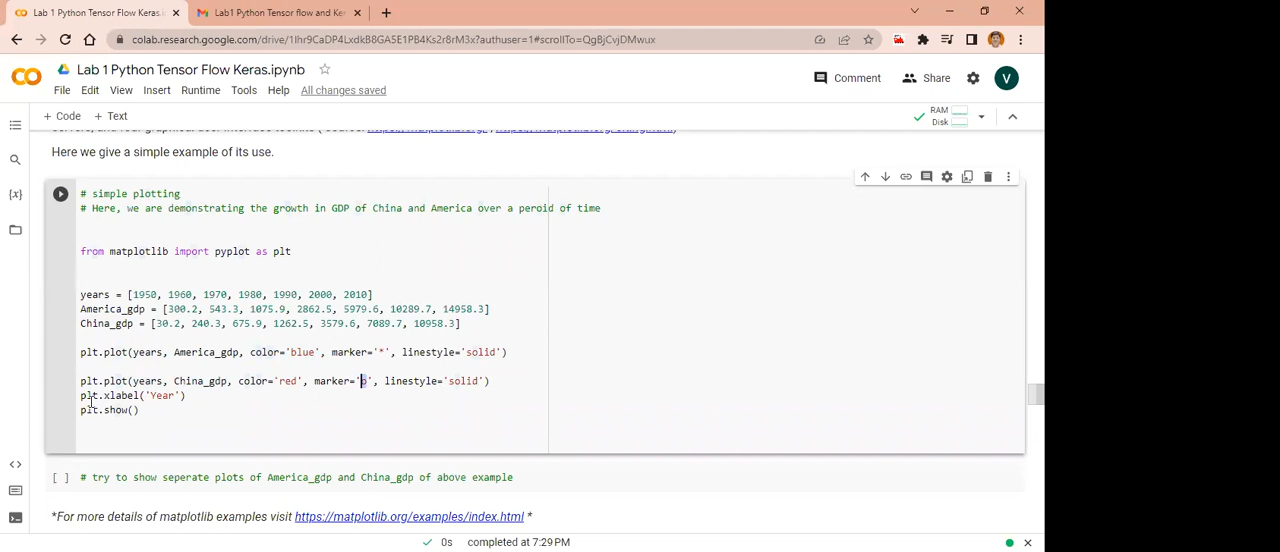 Lab 1 Python Tensor Flow Keras.i
Lab1 Python Tensor flow and Ker
colab.research.google.com/drive/1Ihr9CaDP4LxdkB8GA5E1PB4Ks2r8rM3x?authuser=1#scrollTo=QgBjCvjDMwux
Lab 1 Python Tensor Flow Keras.ipynb
Comment
Share
V
File Edit View Insert Runtime Tools Help All changes saved
+ Code + Text
RAM
Disk
Here we give a simple example of its use.
# simple plotting
# Here, we are demonstrating the growth in GDP of China and America over a peroid of time
from matplotlib import pyplot as plt
years = [1950, 1960, 1970, 1980, 1990, 2000, 2010]
America_gdp = [300.2, 543.3, 1075.9, 2862.5, 5979.6, 10289.7, 14958.3]
China_gdp = [30.2, 240.3, 675.9, 1262.5, 3579.6, 7089.7, 10958.3]
plt.plot(years, America_gdp, color='blue', marker='*', linestyle='solid')
plt.plot(years, China_gdp, color='red', marker='o', linestyle='solid')
plt.xlabel('Year')
plt.show()
[ ] # try to show seperate plots of America_gdp and China_gdp of above example
*For more details of matplotlib examples visit https://matplotlib.org/examples/index.html *
0s completed at 7:29PM